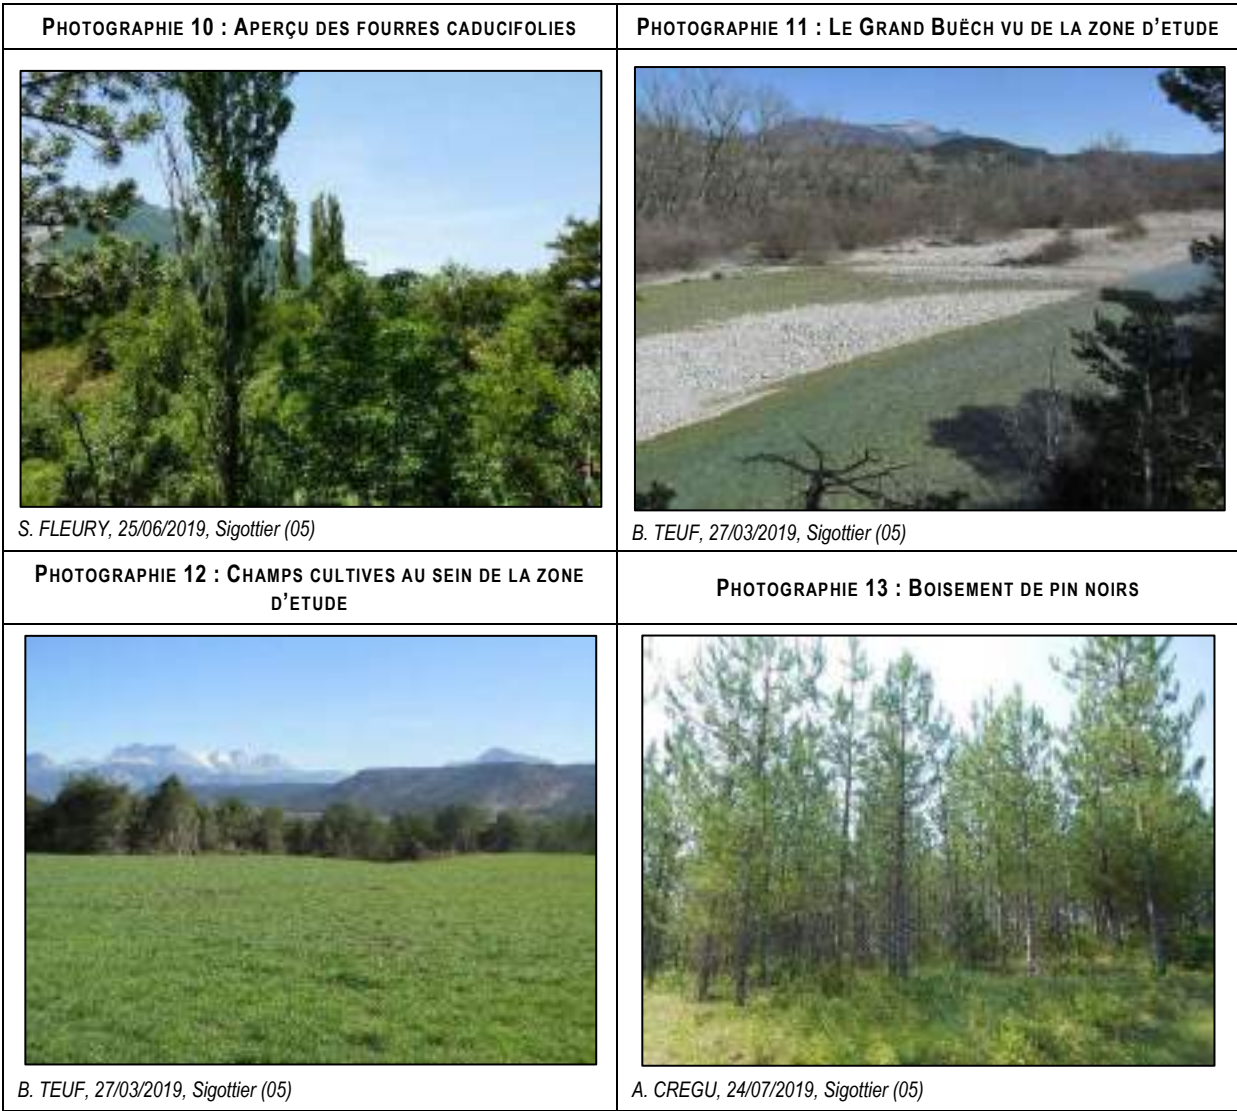 PHOTOGRAPHIE 10 : APERÇU DES FOURRES CADUCIFOLIES
PHOTOGRAPHIE 11 : LE GRAND BUËCH VU DE LA ZONE D'ETUDE
S. FLEURY, 25/06/2019, Sigottier (05)
B. TEUF, 27/03/2019, Sigottier (05)
PHOTOGRAPHIE 12 : CHAMPS CULTIVES AU SEIN DE LA ZONE
D'ETUDE
PHOTOGRAPHIE 13 : BOISEMENT DE PIN NOIRS
B. TEUF, 27/03/2019, Sigottier (05)
A. CREGU, 24/07/2019, Sigottier (05)